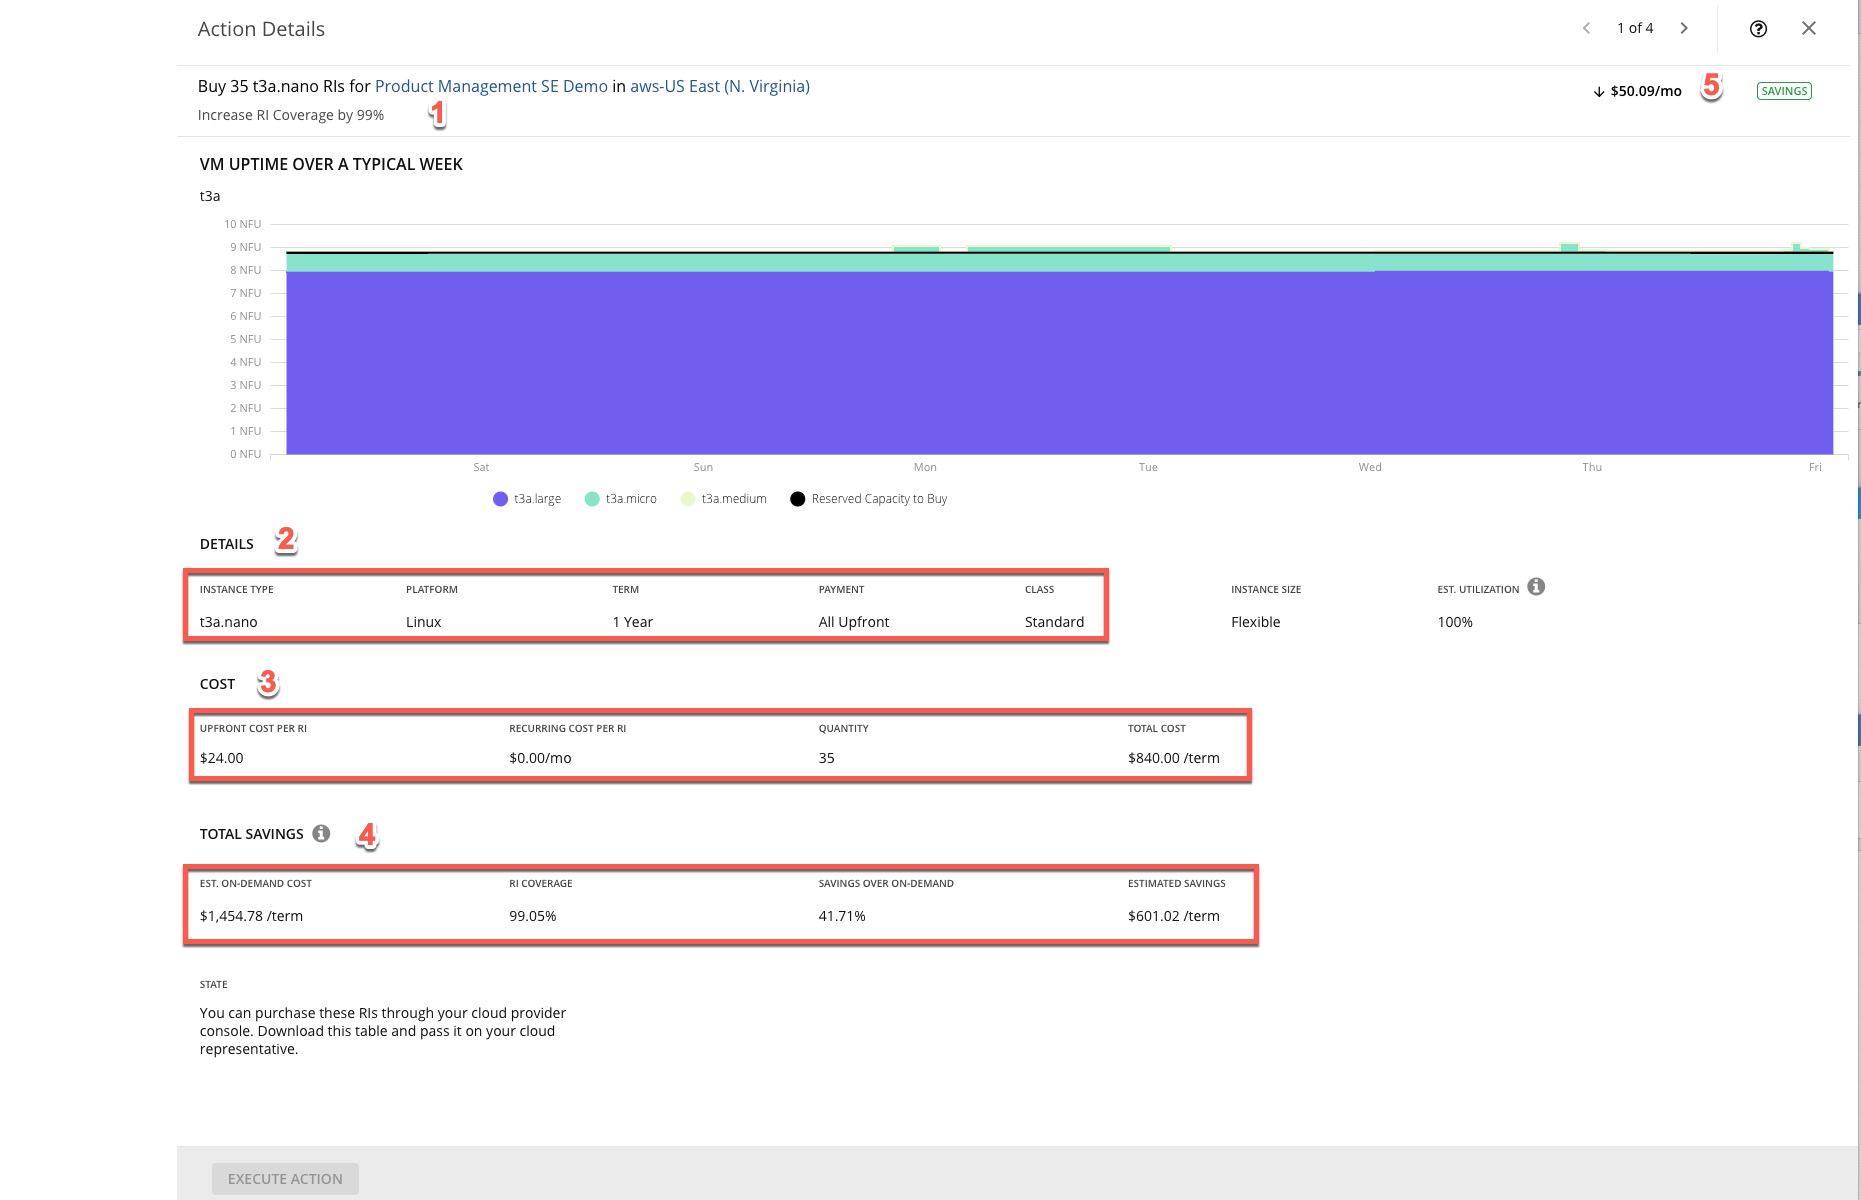 Action Details
1 of 4
Buy 35 t3a.nano RIs for Product Management SE Demo in aws-US East (N. Virginia)
↓ $50.09/mo
5
SAVINGS
Increase RI Coverage by 99%
1
VM UPTIME OVER A TYPICAL WEEK
t3a
10 NFU
9 NFU
8 NFU
7 NFU
6 NFU
5 NFU
4 NFU
3 NFU
2 NFU
1 NFU
0 NFU
Sat Sun Mon Tue Wed Thu Fri
t3a.large t3a.micro t3a.medium Reserved Capacity to Buy
DETAILS 2
INSTANCE TYPE PLATFORM TERM PAYMENT CLASS INSTANCE SIZE EST. UTILIZATION
t3a.nano Linux 1 Year All Upfront Standard Flexible 100%
COST 3
UPFRONT COST PER RI RECURRING COST PER RI QUANTITY TOTAL COST
$24.00 $0.00/mo 35 $840.00 /term
TOTAL SAVINGS 4
EST. ON-DEMAND COST RI COVERAGE SAVINGS OVER ON-DEMAND ESTIMATED SAVINGS
$1,454.78 /term 99.05% 41.71% $601.02 /term
STATE
You can purchase these RIs through your cloud provider
console. Download this table and pass it on your cloud
representative.
EXECUTE ACTION